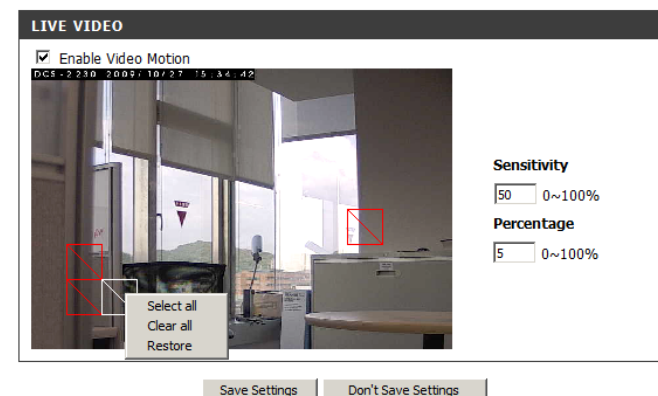 LIVE VIDEO
Enable Video Motion
DCS-2230 2009/10/27 15:34:42
Sensitivity
50 0~100%
Percentage
5 0~100%
Select all
Clear all
Restore
Save Settings Don't Save Settings